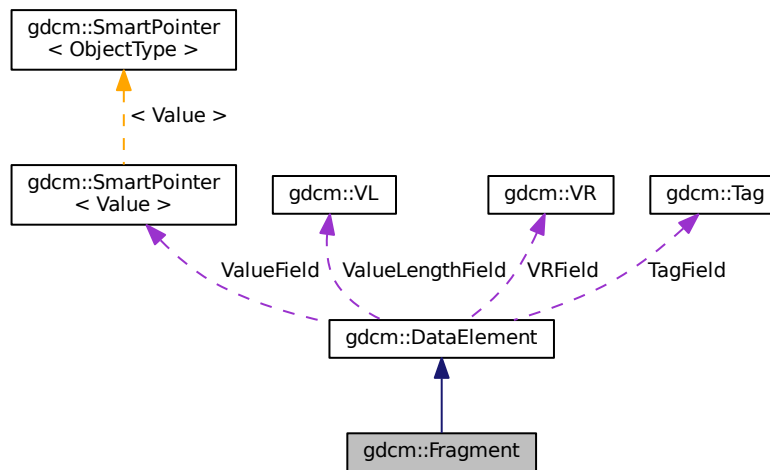 gdcm::SmartPointer
< ObjectType >
< Value >
gdcm::SmartPointer
< Value >
gdcm::VL
gdcm::VR
gdcm::Tag
ValueField
ValueLengthField
VRField
TagField
gdcm::DataElement
gdcm::Fragment